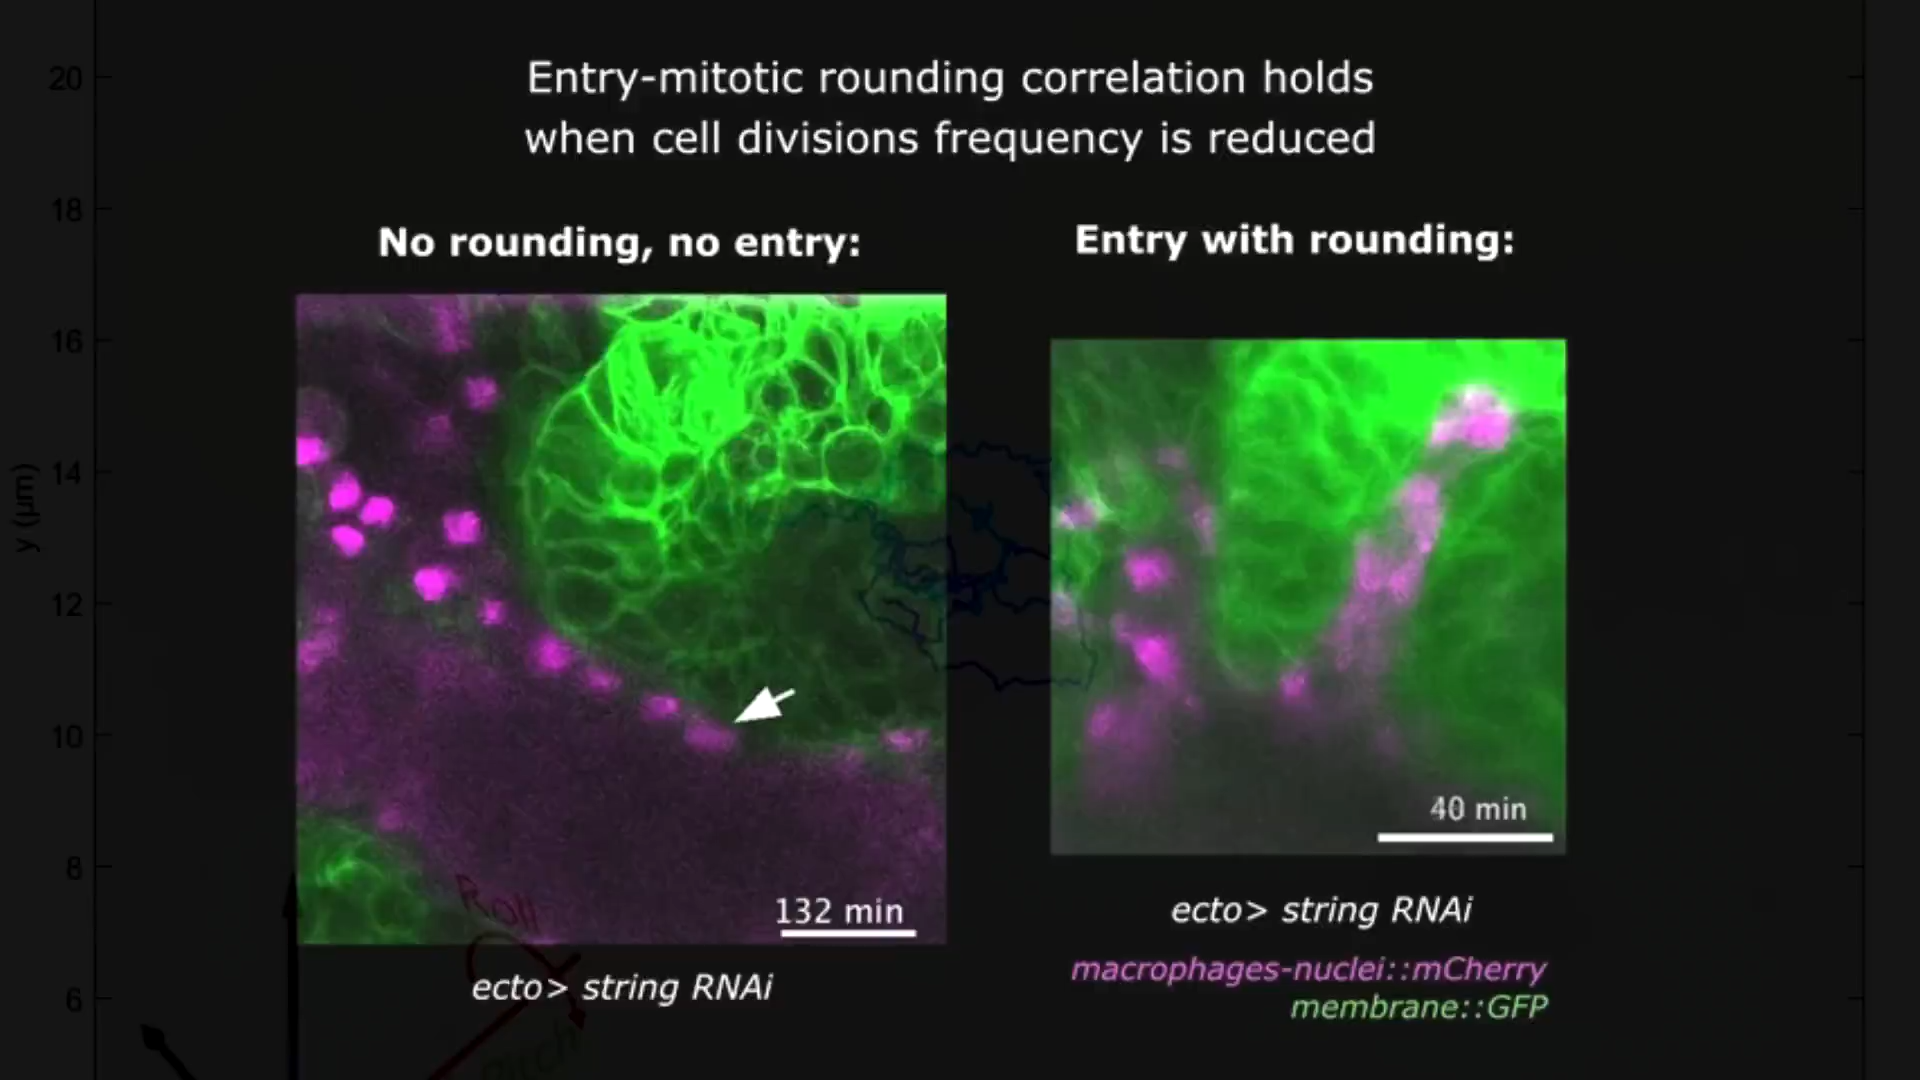 Entry-mitotic rounding correlation holds
when cell divisions frequency is reduced
No rounding, no entry:
Entry with rounding:
132 min
40 min
ecto> string RNAi
ecto> string RNAi
macrophages-nuclei::mCherry
membrane::GFP
20
18
16
14
12
10
8
6
y (μm)
Roll
Pitch